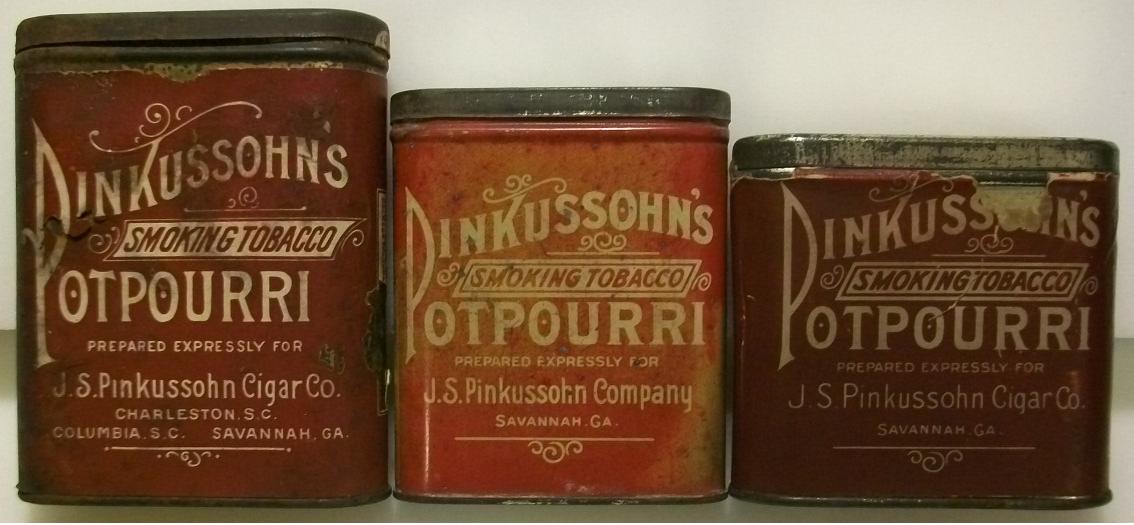 PINKUSSOHN'S
SMOKING TOBACCO
POTPOURRI
PREPARED EXPRESSLY FOR
J.S. Pinkussohn Cigar Co.
CHARLESTON, S.C.
COLUMBIA, S.C. SAVANNAH, GA.
PINKUSSOHN'S
SMOKING TOBACCO
POTPOURRI
PREPARED EXPRESSLY FOR
J.S. Pinkussohn Company
SAVANNAH, GA.
PINKUSSOHN'S
SMOKING TOBACCO
POTPOURRI
PREPARED EXPRESSLY FOR
J.S. Pinkussohn Cigar Co.
SAVANNAH, GA.